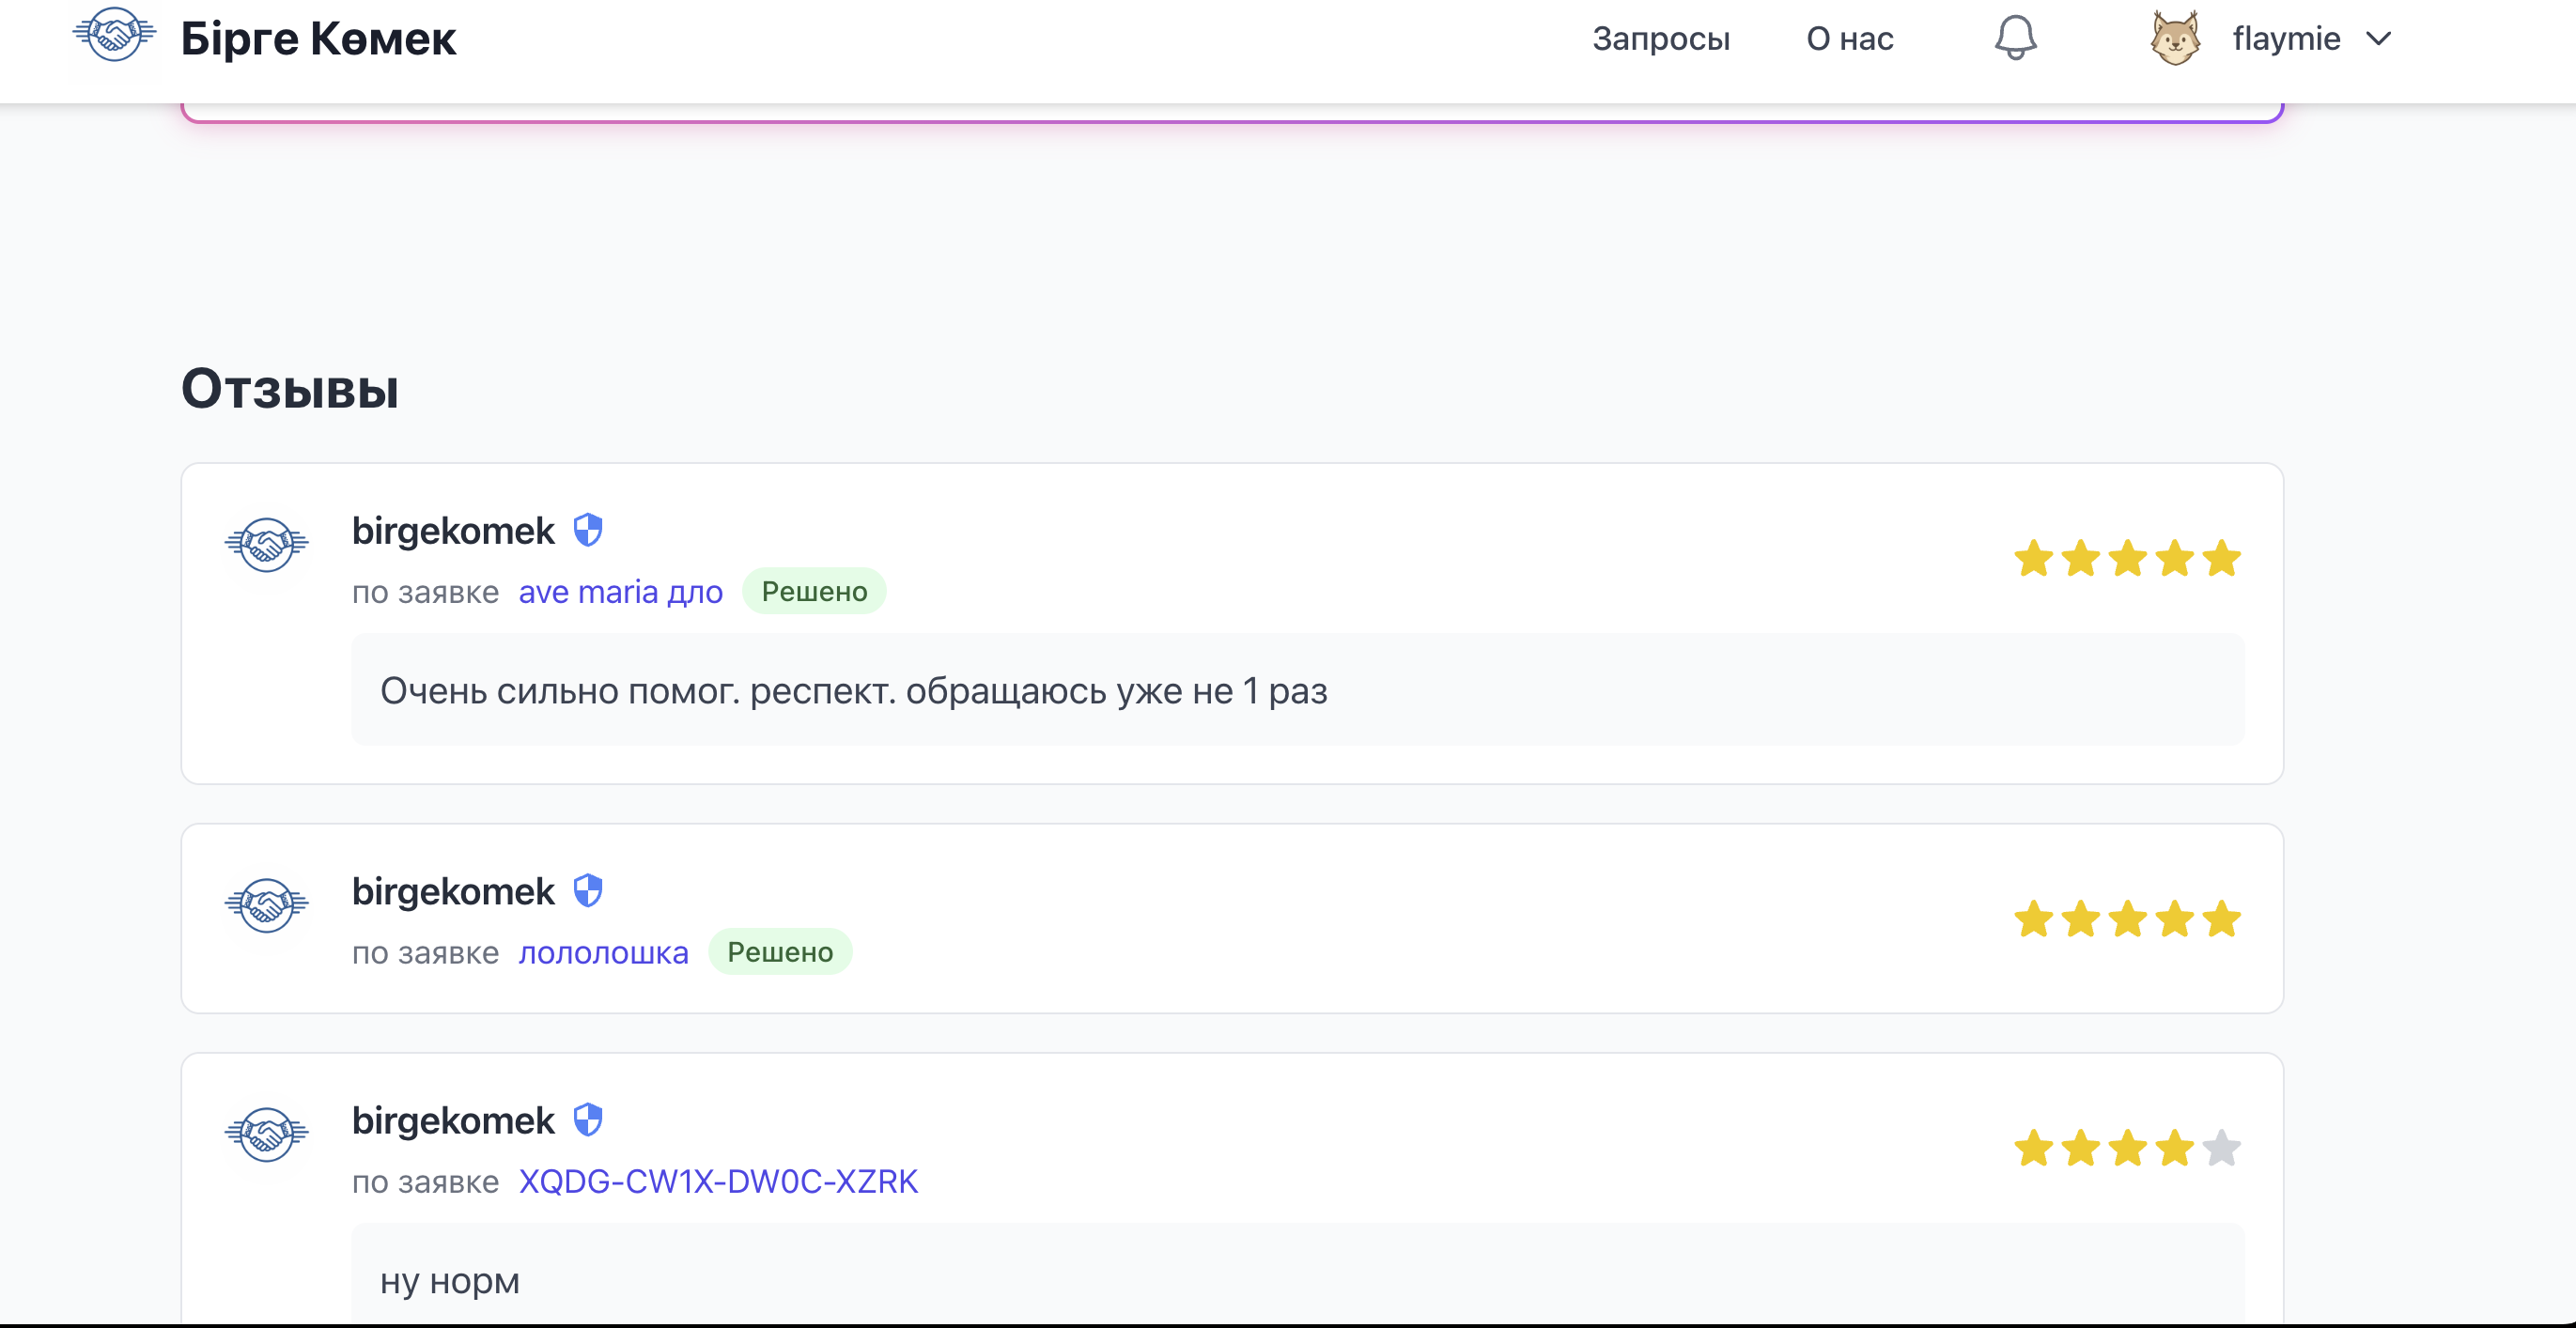 Бірге Көмек
Запросы О нас flaymie
Отзывы
birgekomek
по заявке ave maria дло Решено
Очень сильно помог. респект. обращаюсь уже не 1 раз
birgekomek
по заявке лололошка Решено
birgekomek
по заявке XQDG-CW1X-DW0C-XZRK
ну норм